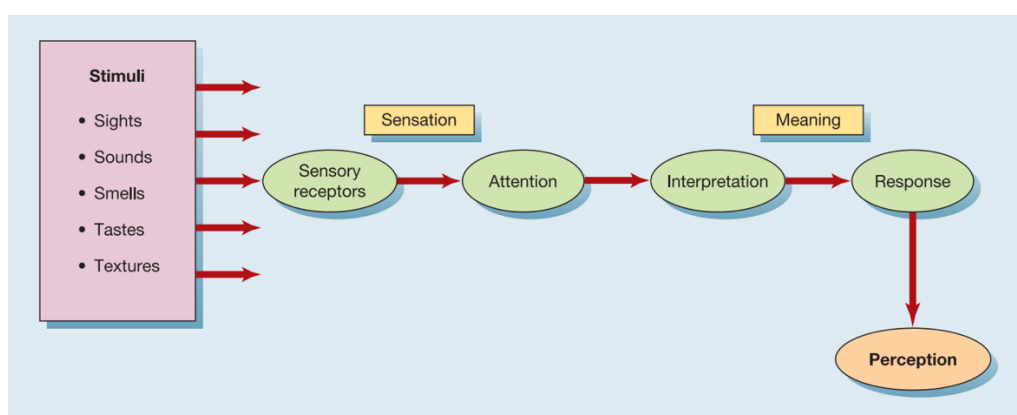 Stimuli
• Sights
• Sounds
• Smells
• Tastes
• Textures
Sensory
receptors
Sensation
Attention
Interpretation
Meaning
Response
Perception